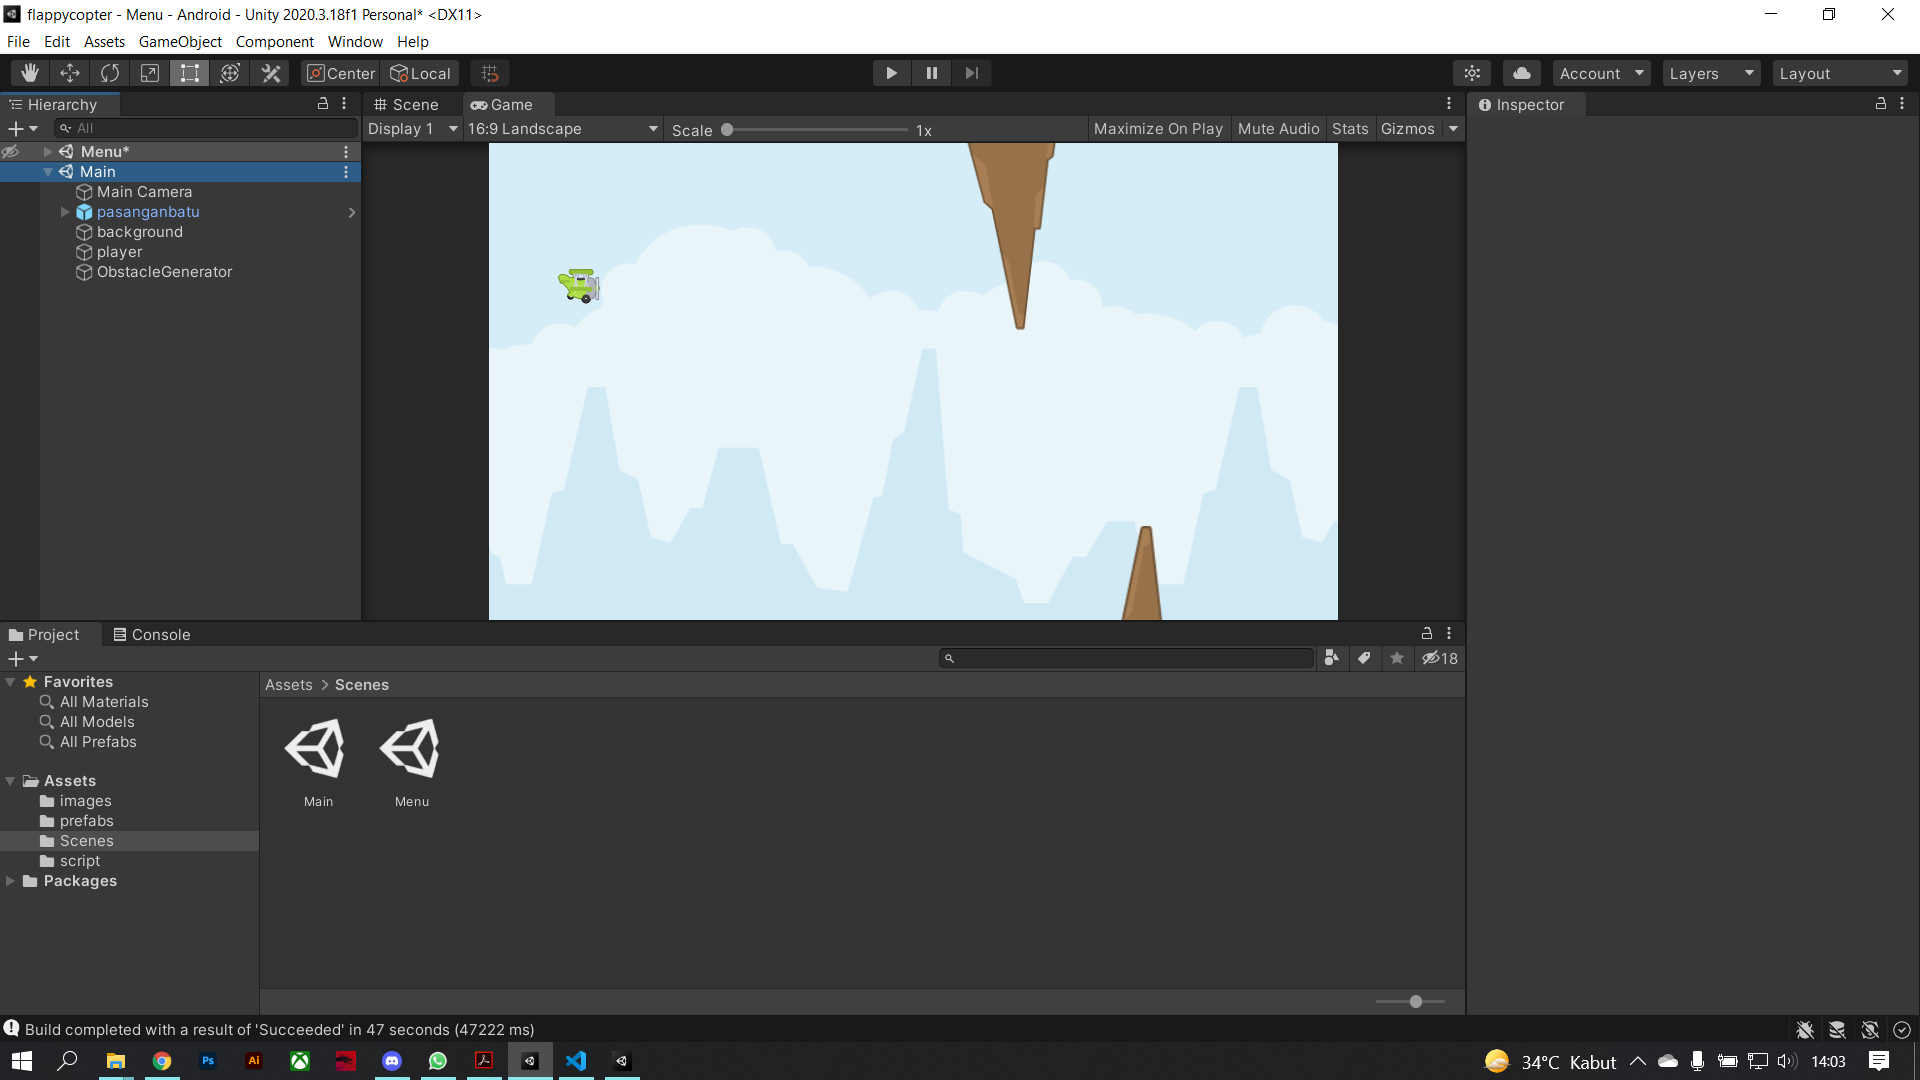 flappycopter - Menu - Android - Unity 2020.3.18f1 Personal* <DX11>
File Edit Assets GameObject Component Window Help
Center Local Account Layers Layout
Hierarchy
All
Menu*
Main
Main Camera
pasanganbatu
background
player
ObstacleGenerator
Scene Game
Display 1 16:9 Landscape Scale 1x Maximize On Play Mute Audio Stats Gizmos
Inspector
Project Console
18
Favorites
All Materials
All Models
All Prefabs
Assets
images
prefabs
Scenes
script
Packages
Assets > Scenes
Main Menu
Build completed with a result of 'Succeeded' in 47 seconds (47222 ms)
Ps Ai
34°C Kabut 14:03